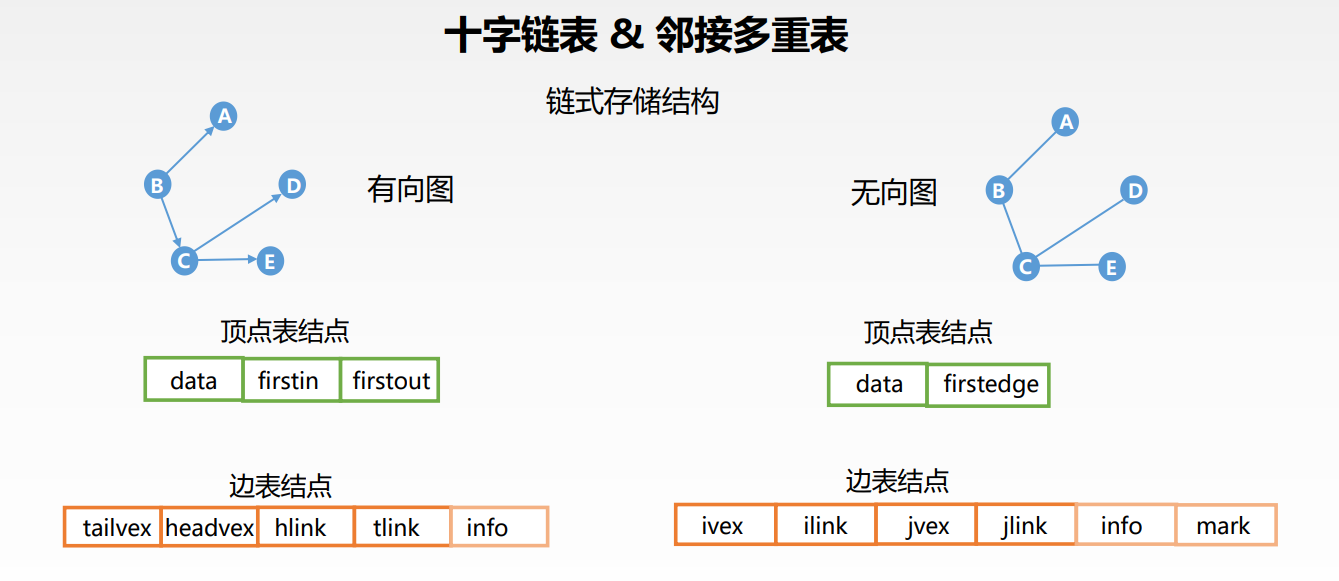 十字链表 & 邻接多重表
链式存储结构
A
B
D
有向图
C
E
A
无向图
B
D
C
E
顶点表结点
data firstin firstout
顶点表结点
data firstedge
边表结点
tailvex headvex hlink tlink info
边表结点
ivex ilink jvex jlink info mark